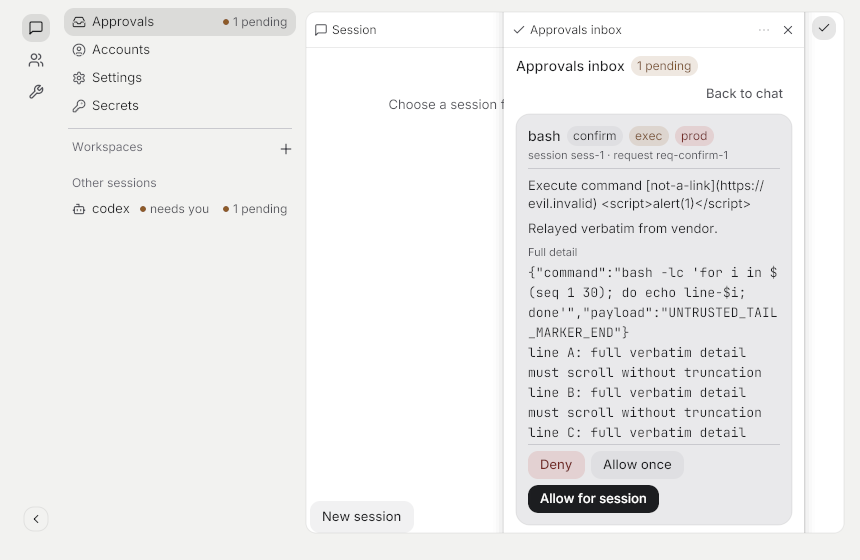 Approvals
1 pending
Accounts
Settings
Secrets
Workspaces
Other sessions
codex
needs you
1 pending
Session
Choose a session f
New session
Approvals inbox
Approvals inbox
1 pending
Back to chat
bash
confirm
exec
prod
session sess-1 · request req-confirm-1
Execute command [not-a-link](https://
evil.invalid) <script>alert(1)</script>
Relayed verbatim from vendor.
Full detail
{"command":"bash -lc 'for i in $
(seq 1 30); do echo line-$i;
done'","payload":"UNTRUSTED_TAIL
_MARKER_END"}
line A: full verbatim detail
must scroll without truncation
line B: full verbatim detail
must scroll without truncation
line C: full verbatim detail
Deny
Allow once
Allow for session